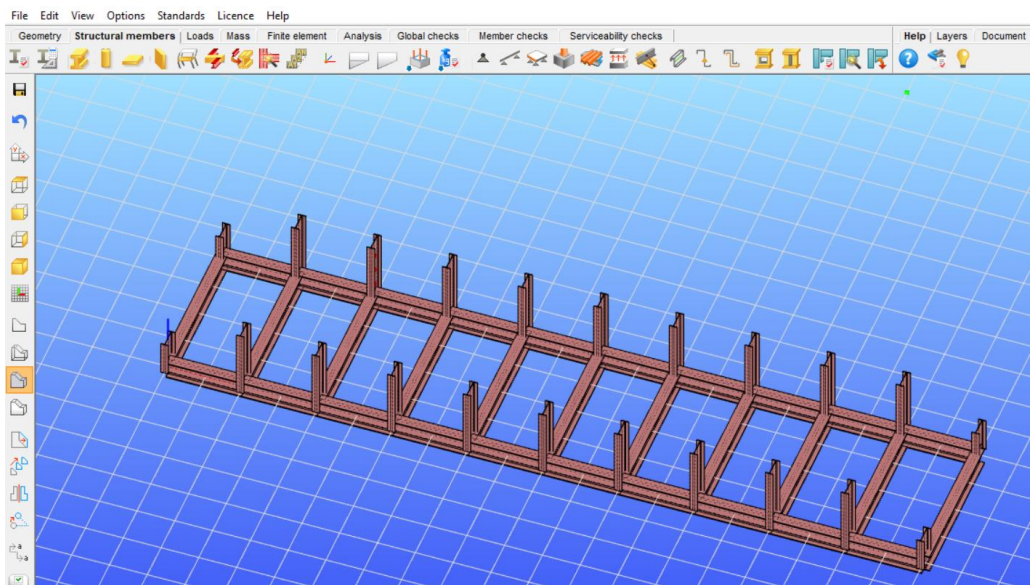 File Edit View Options Standards Licence Help
Geometry Structural members Loads Mass Finite element Analysis Global checks Member checks Serviceability checks Help Layers Document